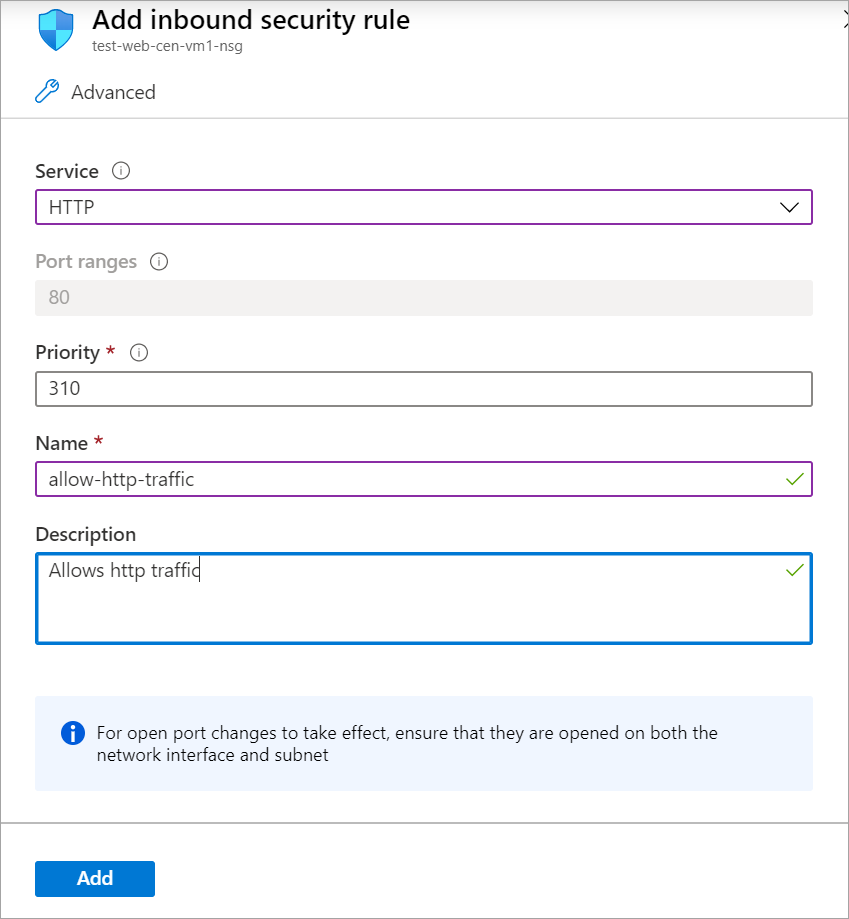 Add inbound security rule
test-web-cen-vm1-nsg
Advanced
Service
HTTP
Port ranges
80
Priority *
310
Name *
allow-http-traffic
Description
Allows http traffic
For open port changes to take effect, ensure that they are opened on both the
network interface and subnet
Add